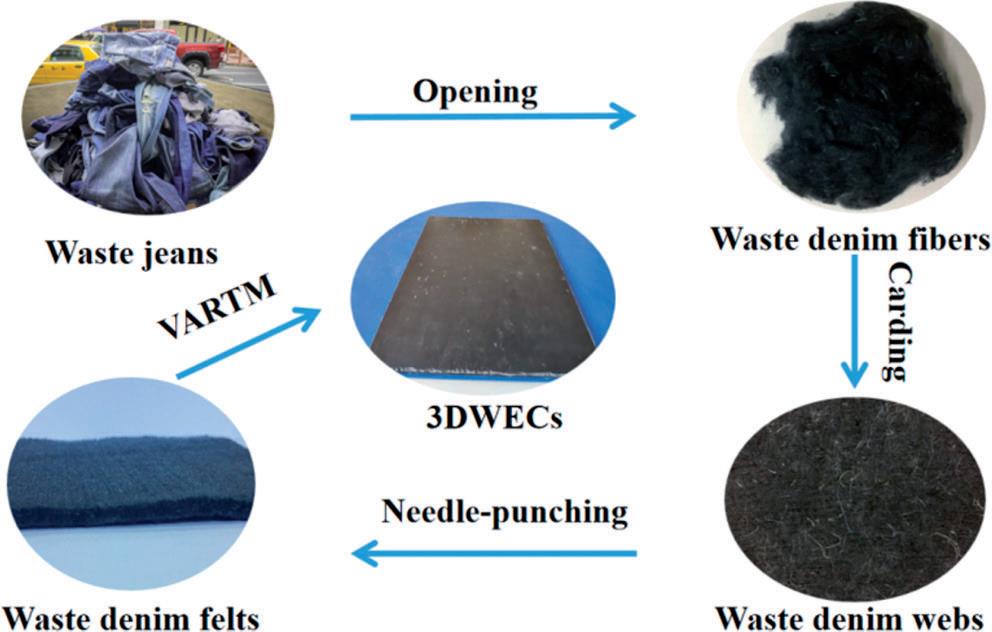 Opening
Waste jeans
Waste denim fibers
Carding
VARTM
3DWECs
Needle-punching
Waste denim felts
Waste denim webs